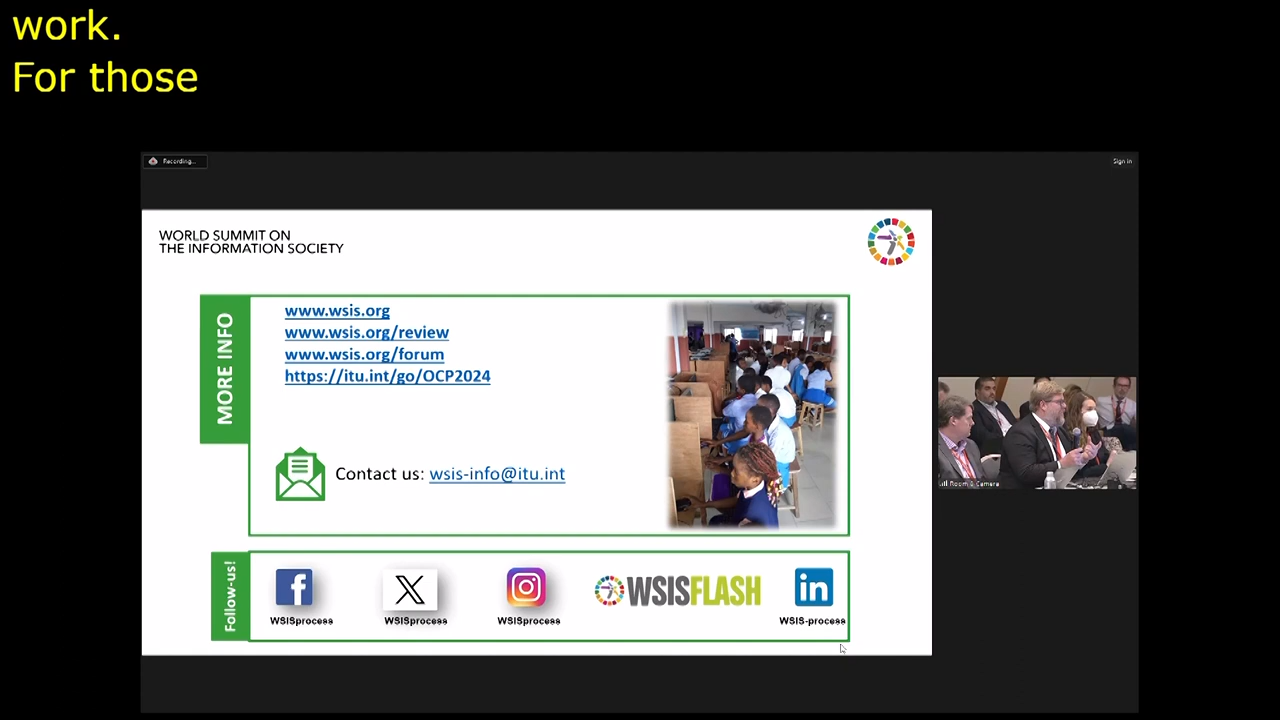 work.
For those
Recording...
Sign in
WORLD SUMMIT ON
THE INFORMATION SOCIETY
MORE INFO
www.wsis.org
www.wsis.org/review
www.wsis.org/forum
https://itu.int/go/OCP2024
Contact us: wsis-info@itu.int
Room 6 Camera
Follow-us!
WSISFLASH
WSISprocess
WSISprocess
WSISprocess
WSIS-process